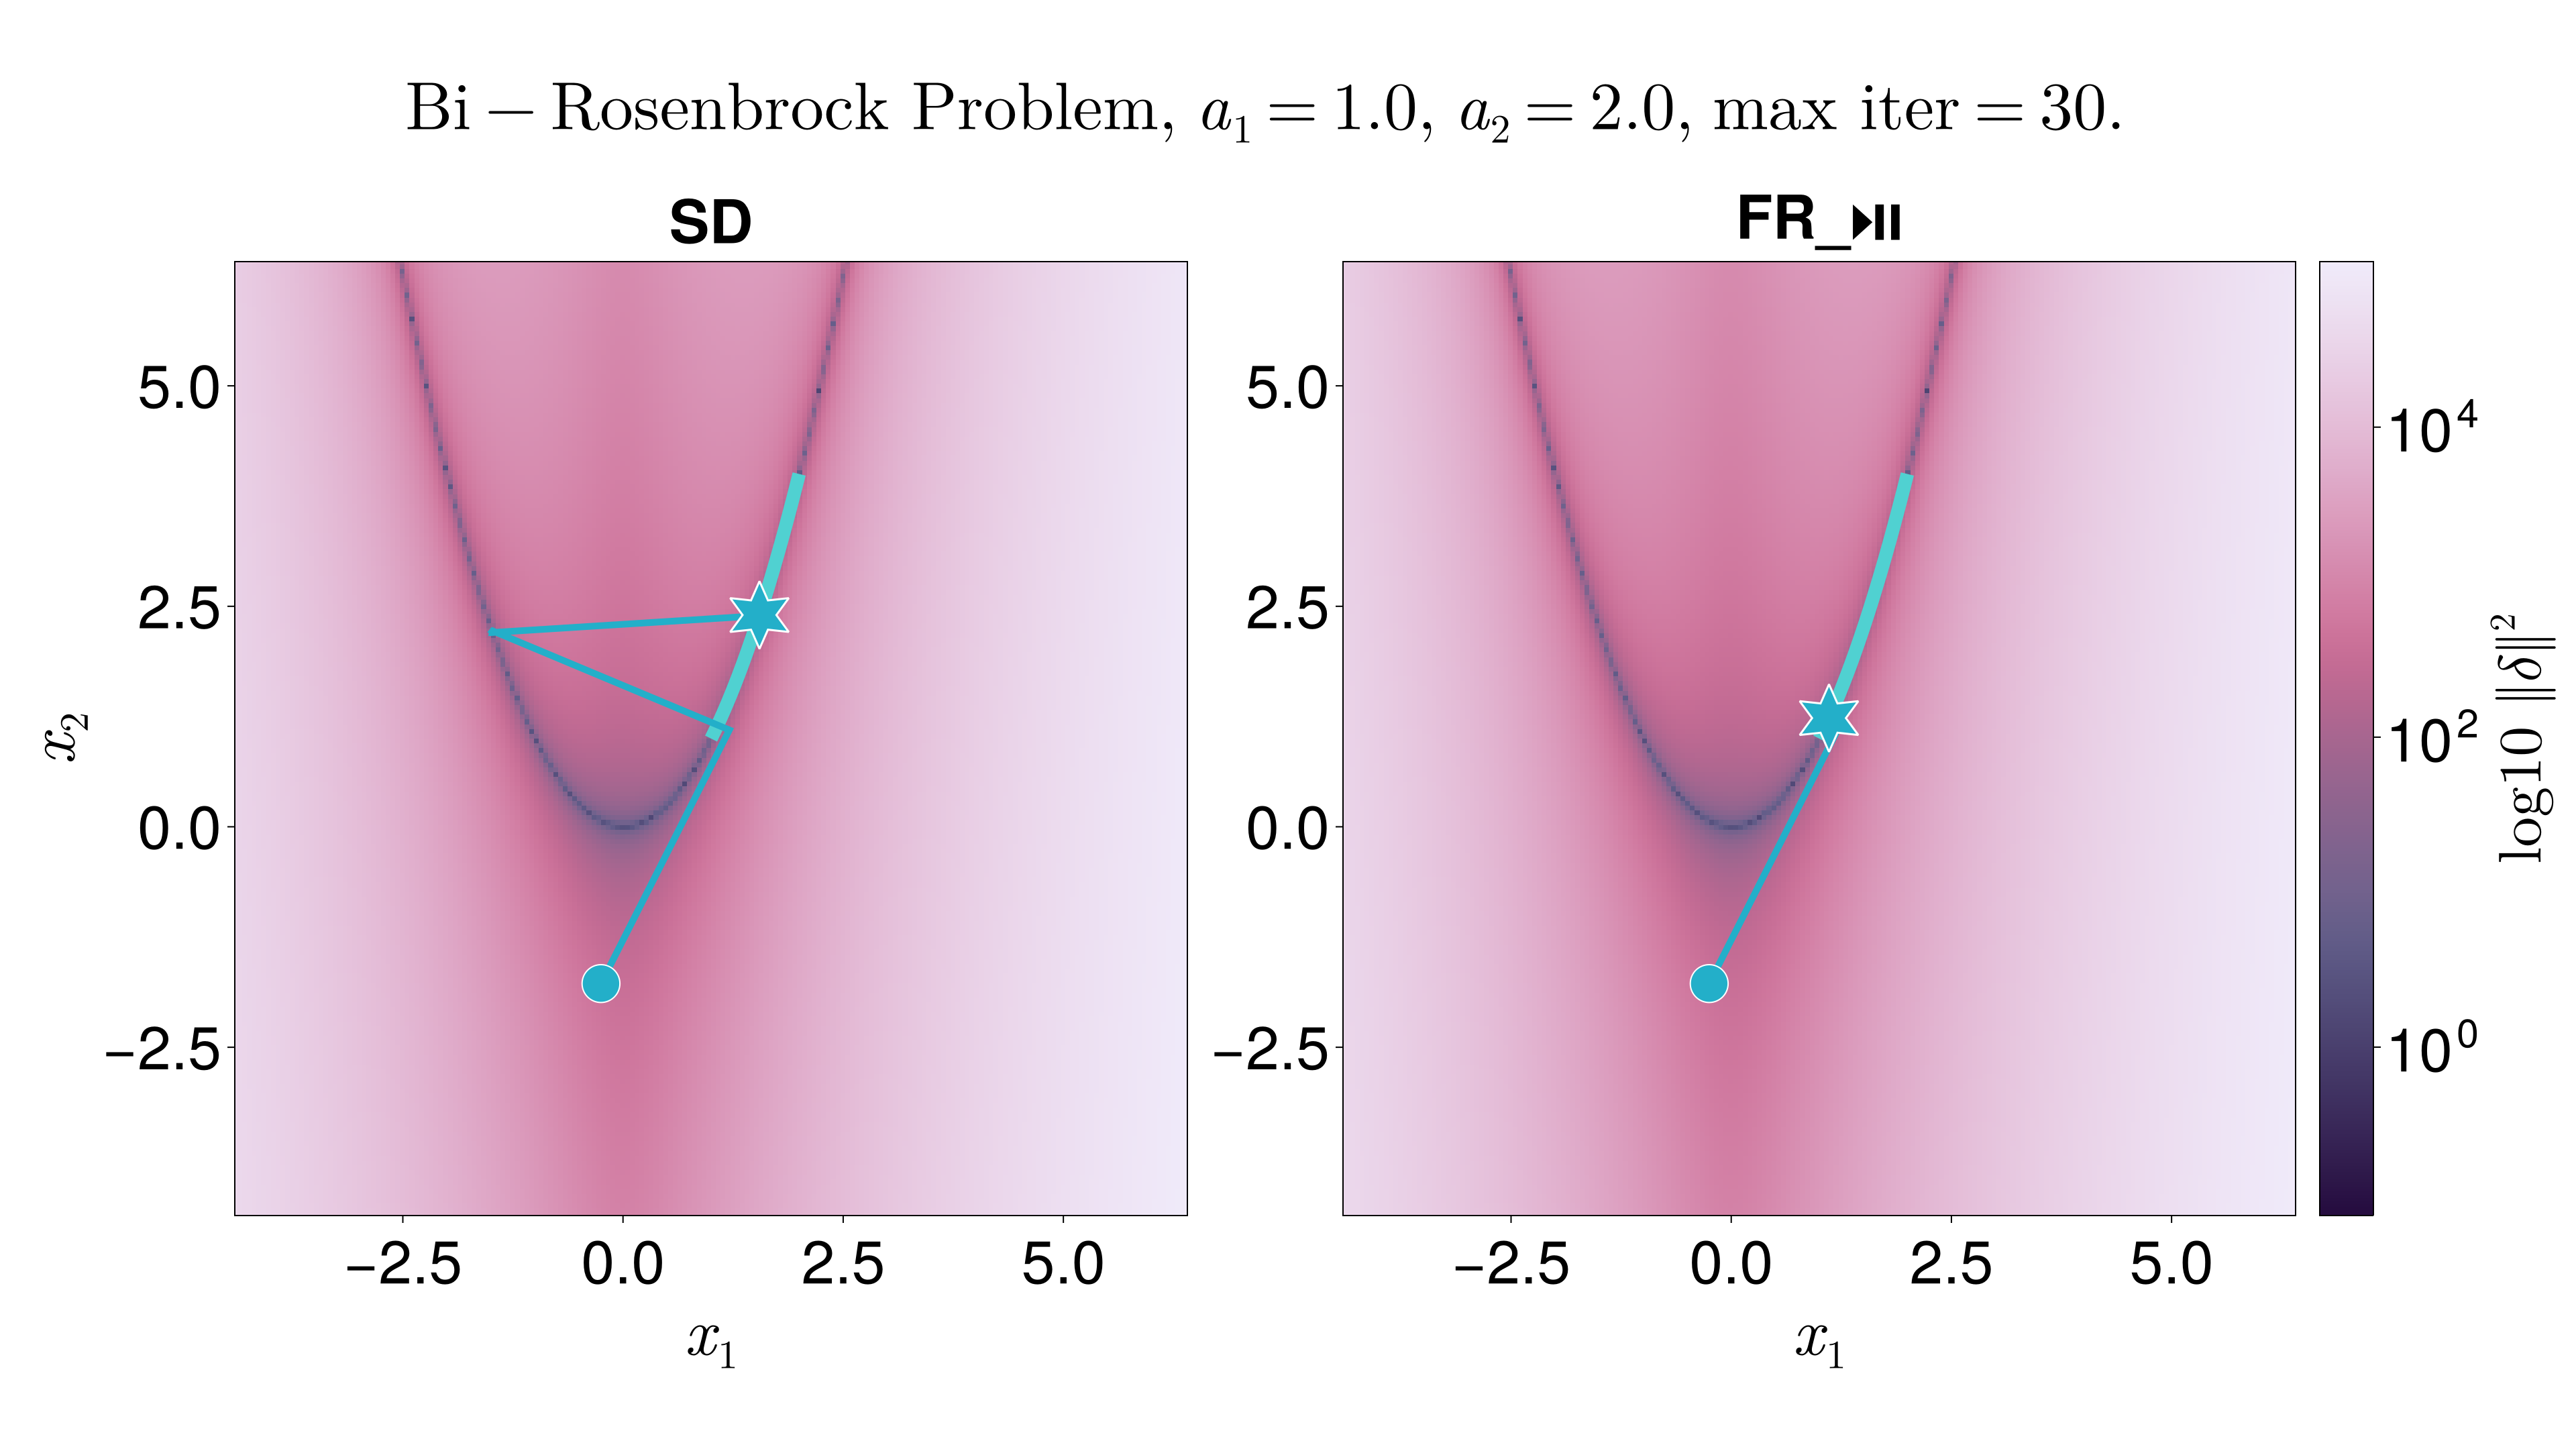 Bi − Rosenbrock Problem, a₁ = 1.0, a₂ = 2.0, max iter = 30.
SD
FR_⏯
x₂
5.0
2.5
0.0
−2.5
−2.5
0.0
2.5
5.0
x₁
5.0
2.5
0.0
−2.5
−2.5
0.0
2.5
5.0
x₁
10⁴
10²
10⁰
log10 ‖δ‖²